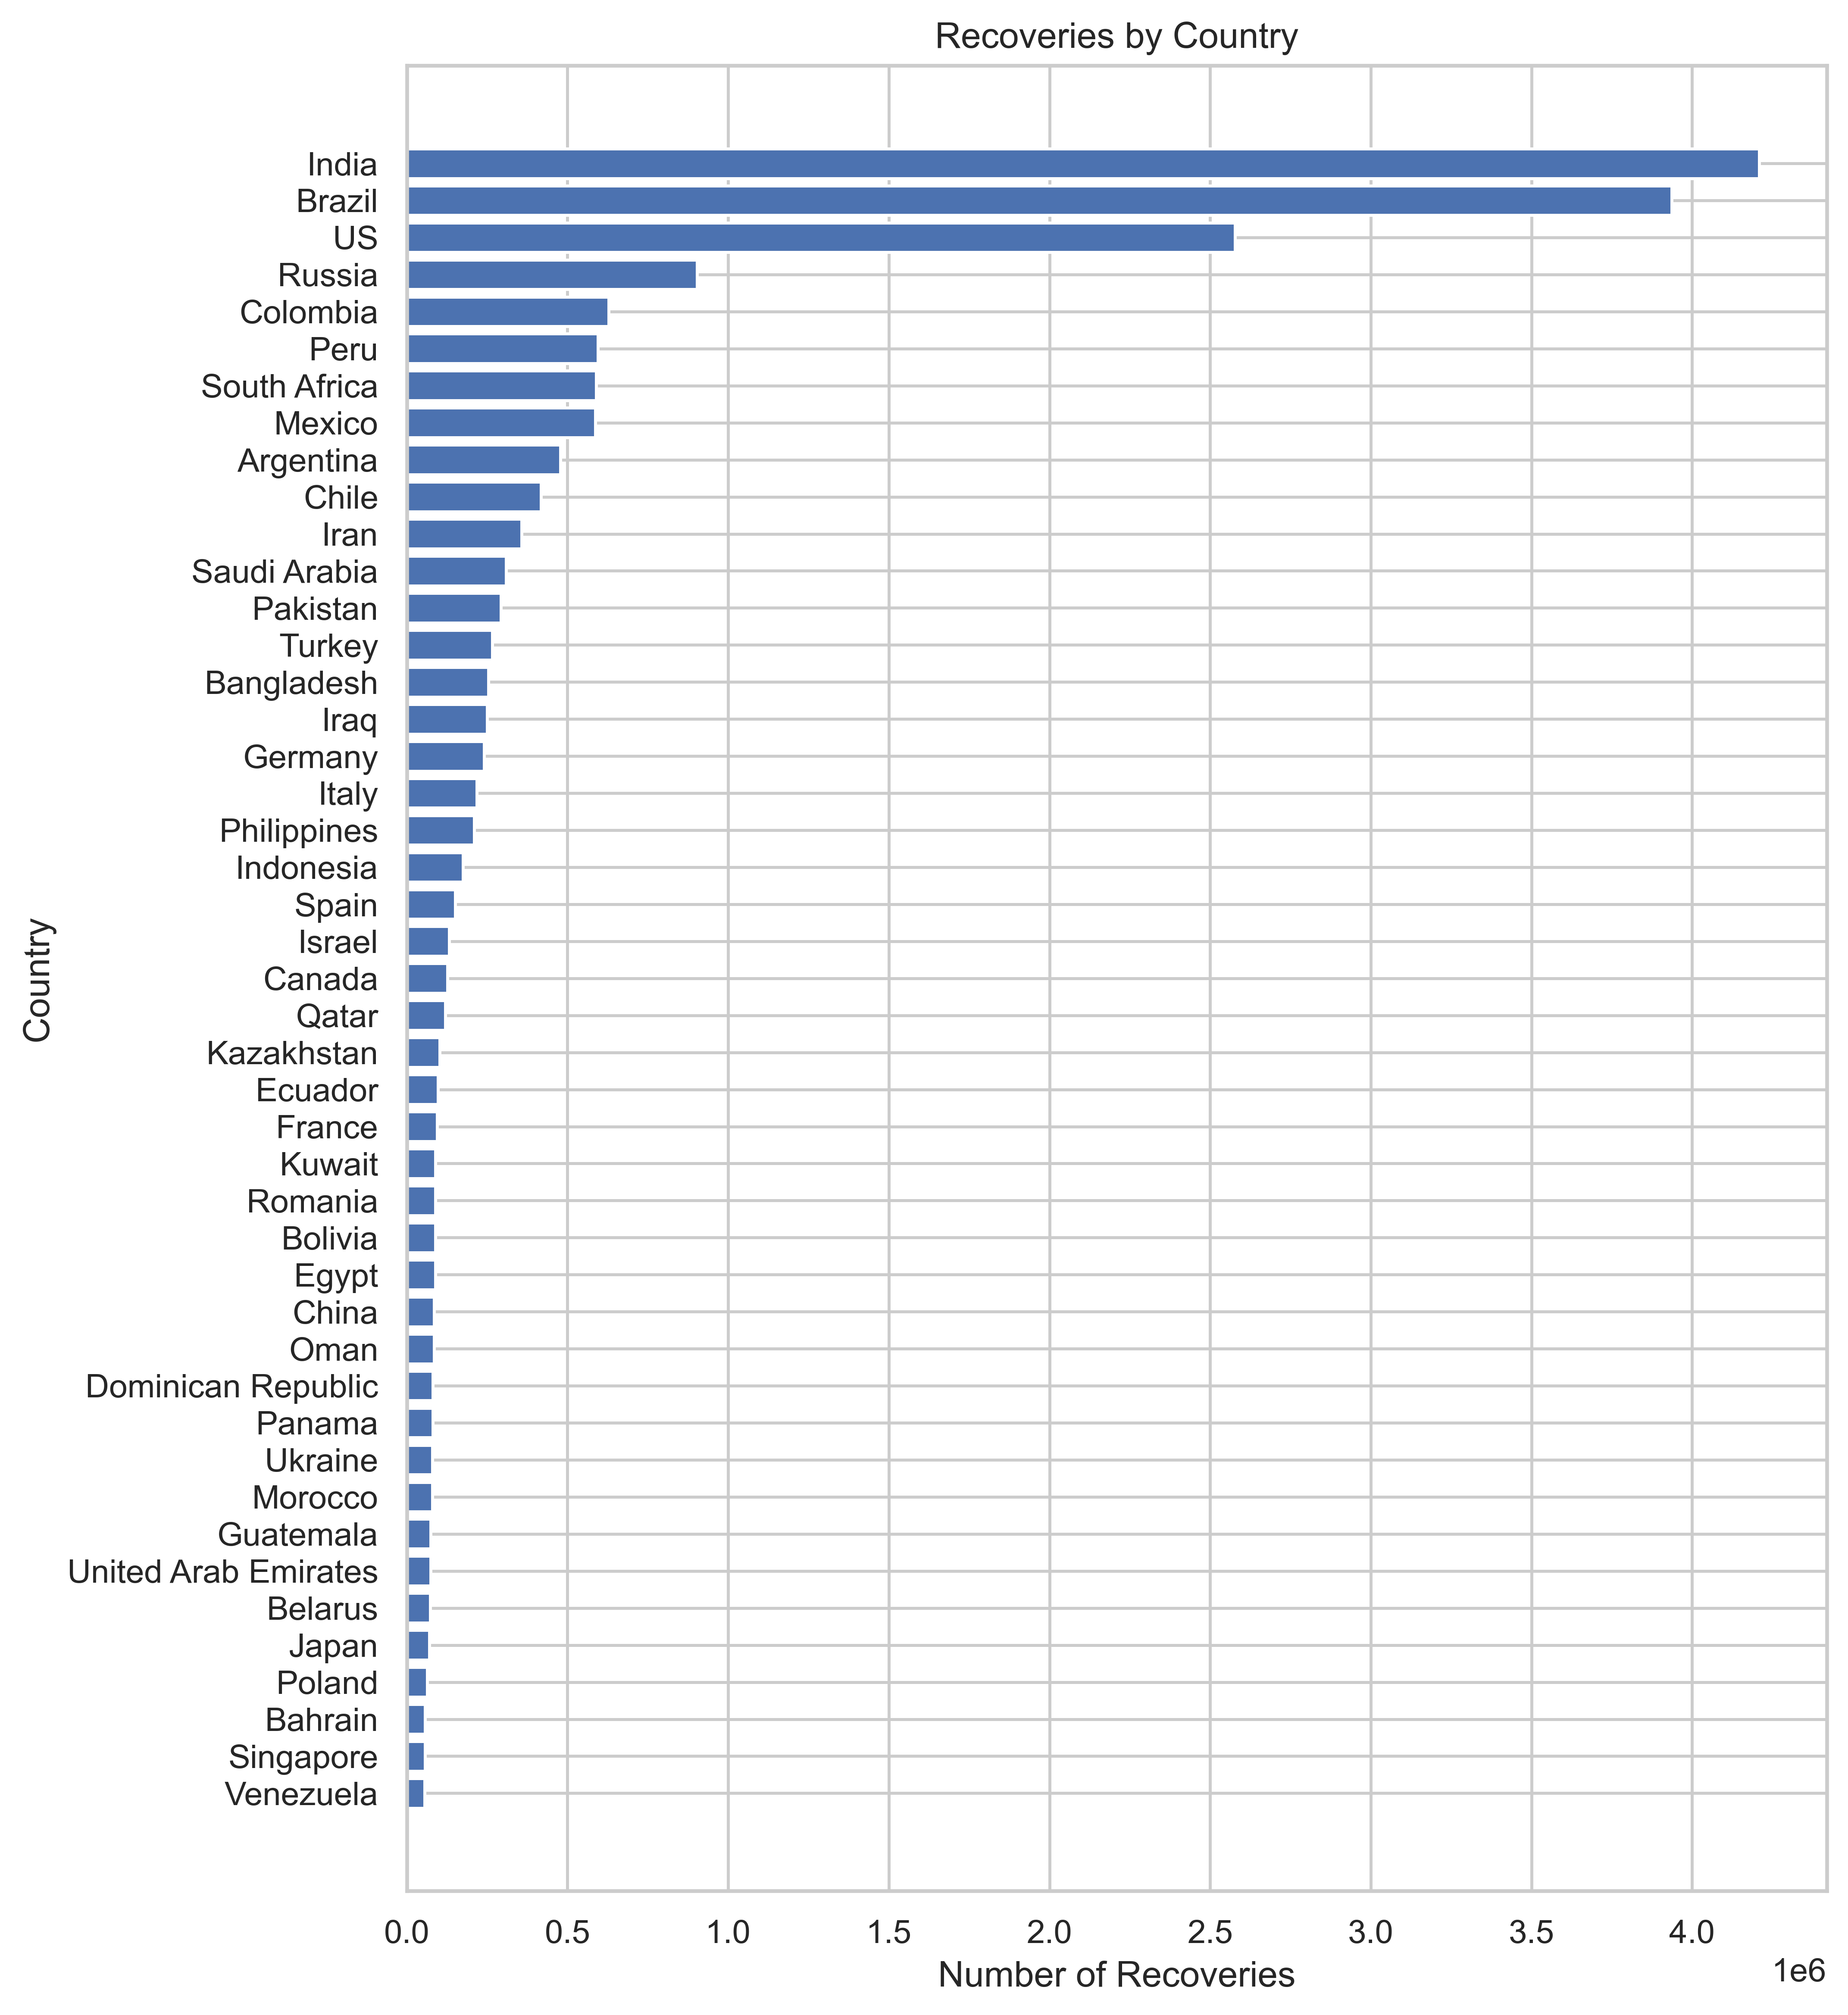 Recoveries by Country
India
Brazil
US
Russia
Colombia
Peru
South Africa
Mexico
Argentina
Chile
Iran
Saudi Arabia
Pakistan
Turkey
Bangladesh
Iraq
Germany
Italy
Philippines
Indonesia
Spain
Israel
Canada
Qatar
Kazakhstan
Ecuador
France
Kuwait
Romania
Bolivia
Egypt
China
Oman
Dominican Republic
Panama
Ukraine
Morocco
Guatemala
United Arab Emirates
Belarus
Japan
Poland
Bahrain
Singapore
Venezuela
Country
0.0 0.5 1.0 1.5 2.0 2.5 3.0 3.5 4.0
Number of Recoveries
1e6